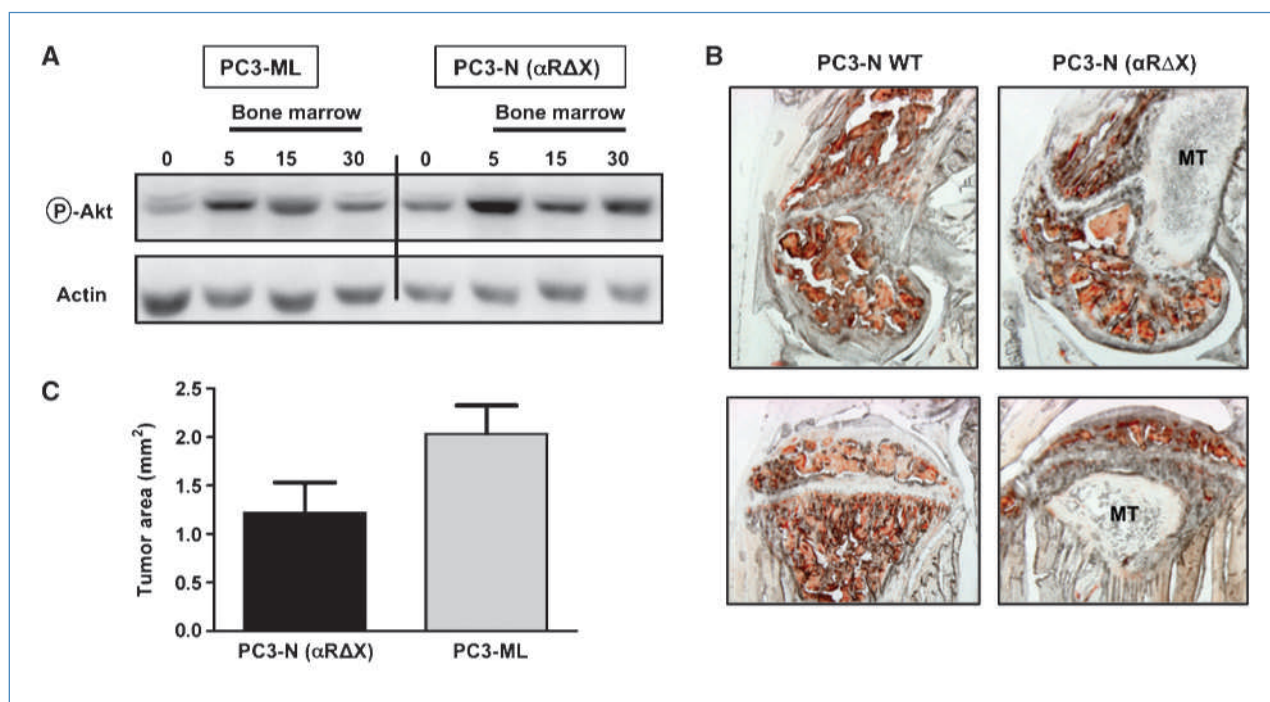 A
PC3-ML
PC3-N (αRΔX)
Bone marrow
Bone marrow
0 5 15 30 0 5 15 30
Ⓟ-Akt
Actin
B
PC3-N WT
PC3-N (αRΔX)
MT
MT
C
Tumor area (mm²)
2.5
2.0
1.5
1.0
0.5
0.0
PC3-N (αRΔX)
PC3-ML